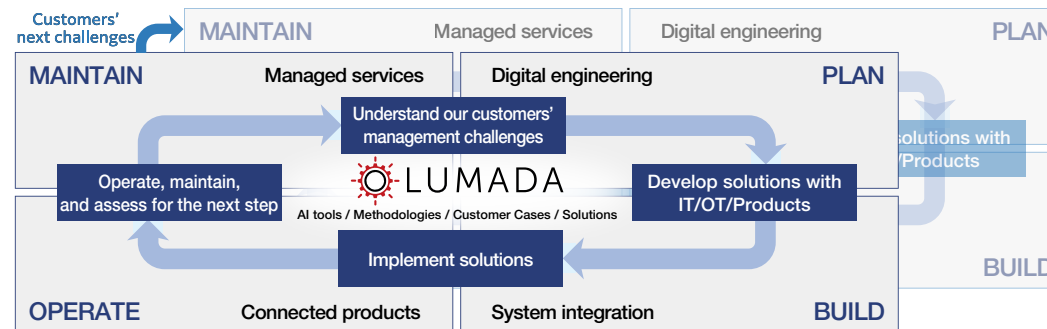 Customers'
next challenges
MAINTAIN
Managed services
Digital engineering
PLAN
MAINTAIN
Managed services
Digital engineering
PLAN
Understand our customers'
management challenges
solutions with
/Products
Operate, maintain,
and assess for the next step
LUMADA
AI tools / Methodologies / Customer Cases / Solutions
Develop solutions with
IT/OT/Products
Implement solutions
BUILD
OPERATE
Connected products
System integration
BUILD